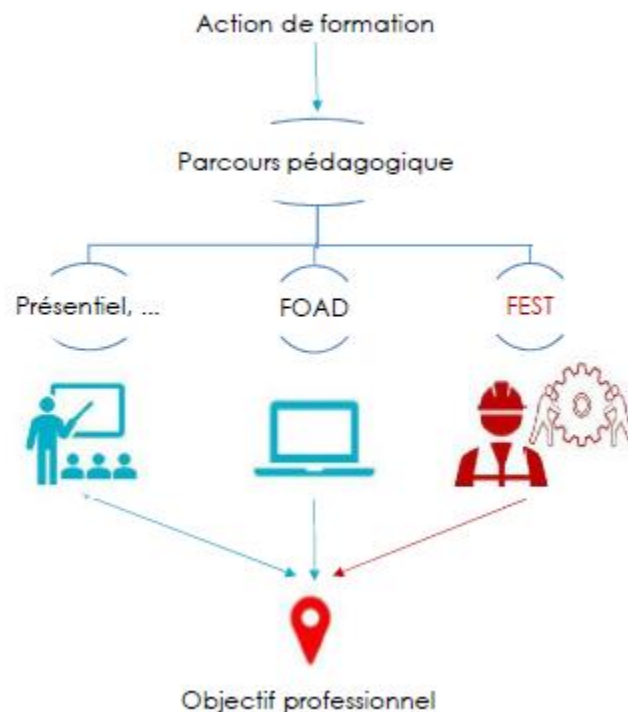 Action de formation
Parcours pédagogique
Présentiel, ...
FOAD
FEST
Objectif professionnel